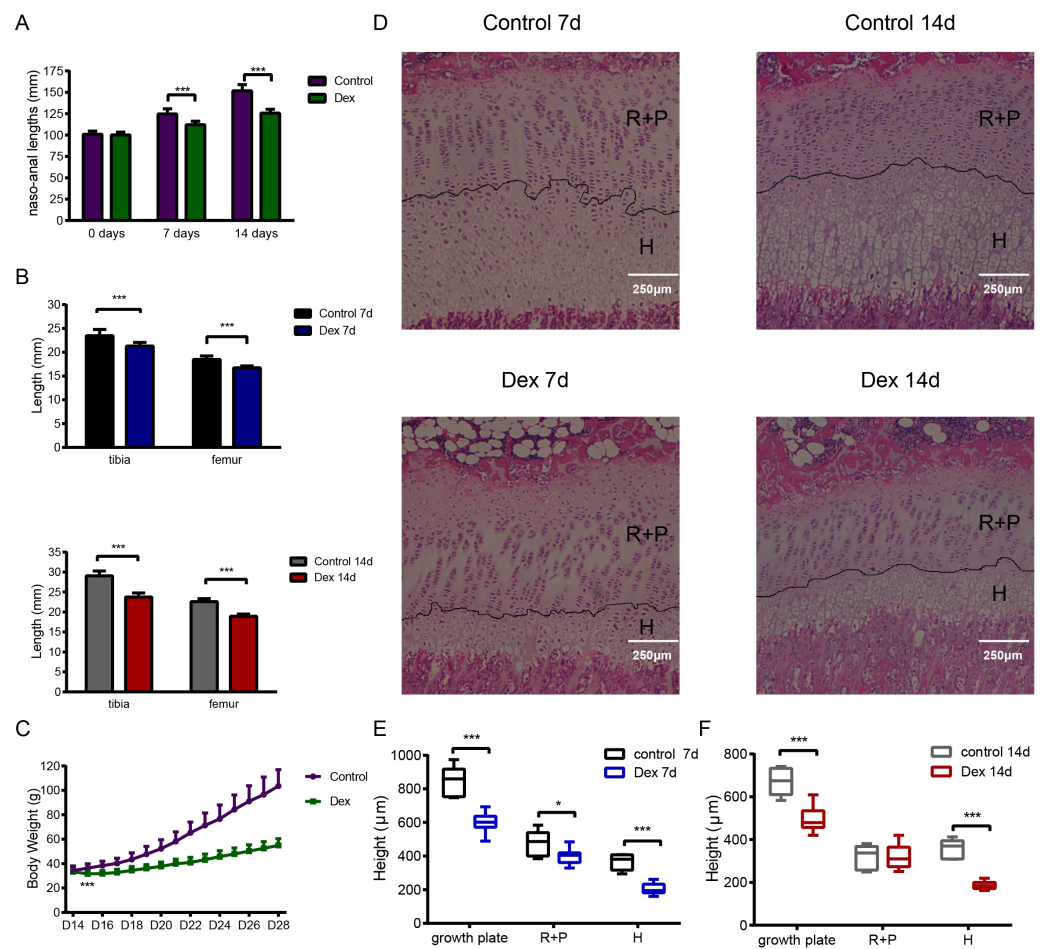 A
naso-anal lengths (mm)
175
150
125
100
75
50
25
0
***
***
0 days
7 days
14 days
Control
Dex
B
Length (mm)
30
25
20
15
10
5
0
***
***
tibia
femur
Control 7d
Dex 7d
Length (mm)
35
30
25
20
15
10
5
0
***
***
tibia
femur
Control 14d
Dex 14d
C
Body Weight (g)
120
100
80
60
40
20
0
***
D14
D16
D18
D20
D22
D24
D26
D28
Control
Dex
D
Control 7d
R+P
H
250μm
Control 14d
R+P
H
250μm
Dex 7d
R+P
H
250μm
Dex 14d
R+P
H
250μm
E
Height (μm)
1000
800
600
400
200
0
***
*
***
growth plate
R+P
H
control 7d
Dex 7d
F
Height (μm)
800
600
400
200
0
***
***
growth plate
R+P
H
control 14d
Dex 14d